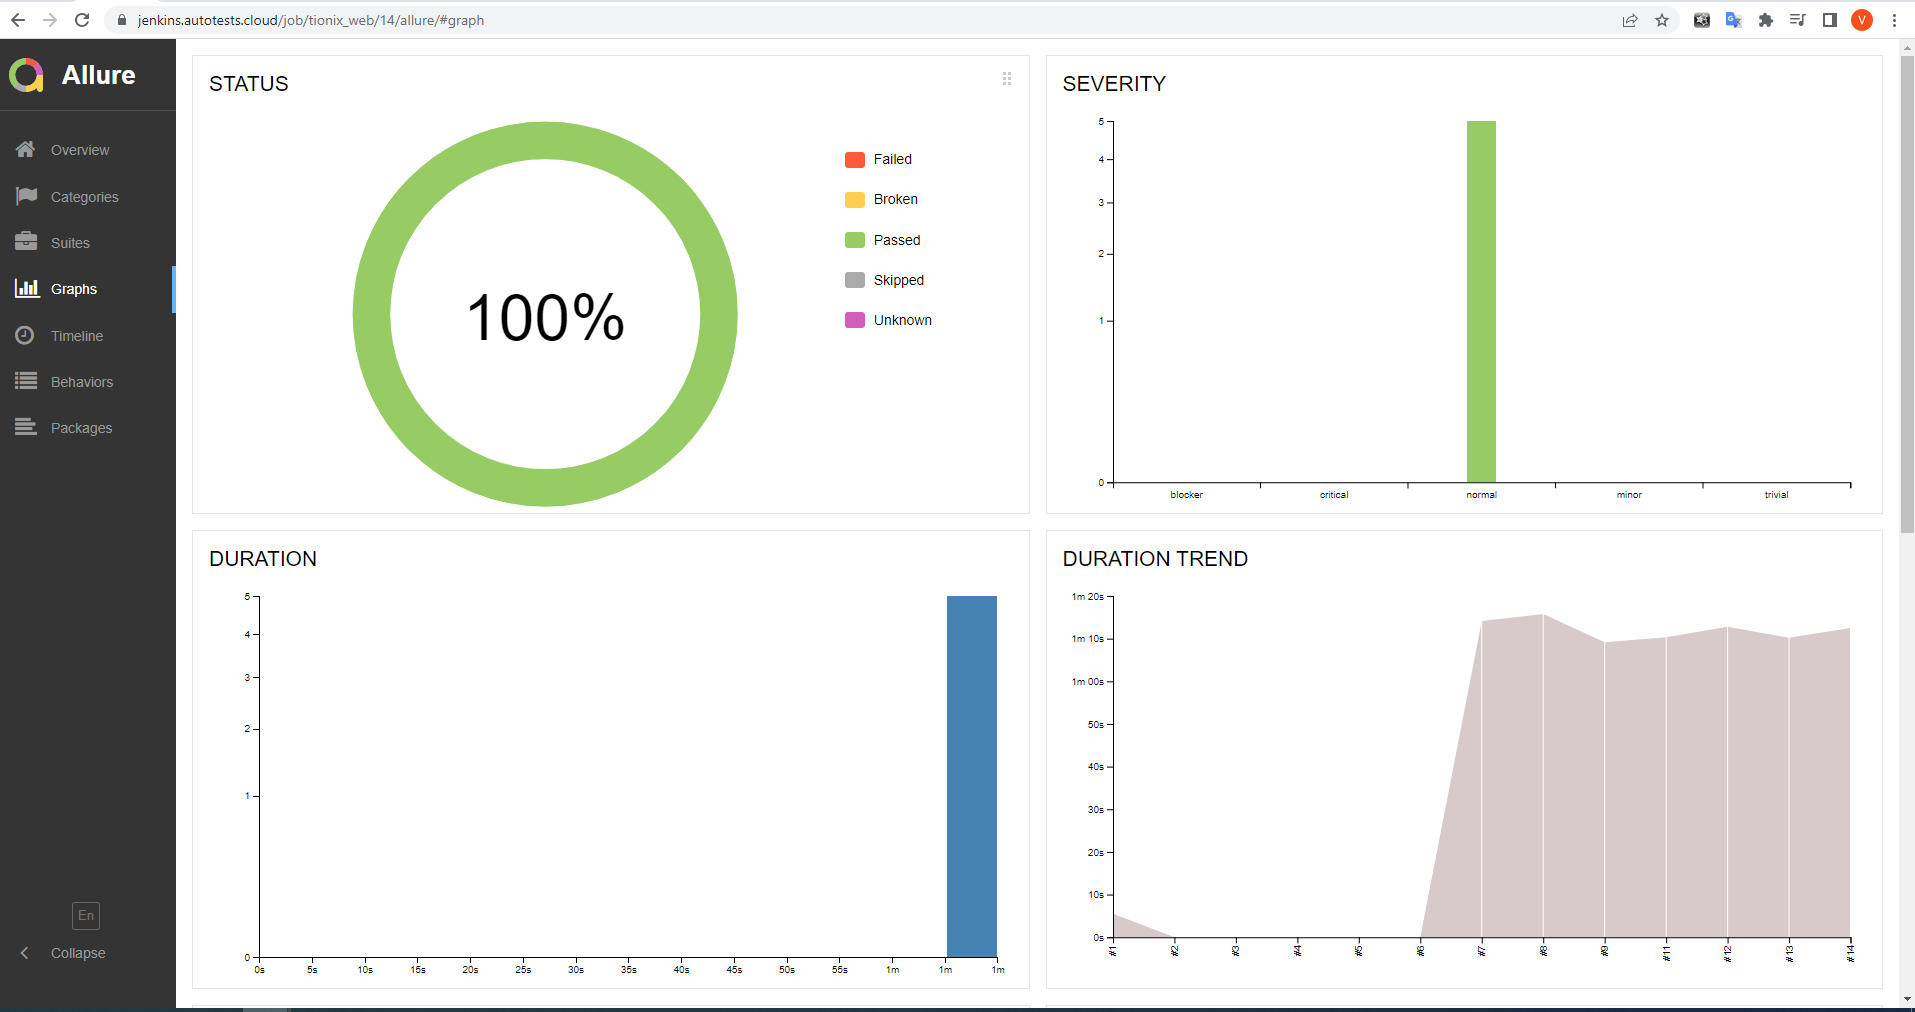 jenkins.autotests.cloud/job/tionix_web/14/allure/#graph
V
Allure
Overview
Categories
Suites
Graphs
Timeline
Behaviors
Packages
En
Collapse
STATUS
100%
Failed
Broken
Passed
Skipped
Unknown
SEVERITY
5
4
3
2
1
0
blocker critical normal minor trivial
DURATION
5
4
3
2
1
0
0s 5s 10s 15s 20s 25s 30s 35s 40s 45s 50s 55s 1m 1m 1m
DURATION TREND
1m 20s
1m 10s
1m 00s
50s
40s
30s
20s
10s
0s
#1 #2 #3 #4 #5 #6 #7 #8 #9 #11 #12 #13 #14